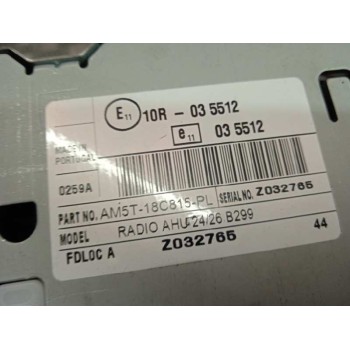 E11 10R - 03 5512
e11 03 5512
MADE IN
PORTUGAL
0259A
PART NO. AM5T-18C815-PL SERIAL NO. Z032765
MODEL RADIO AHU 24/26 B299
FDLOC A Z032765 44